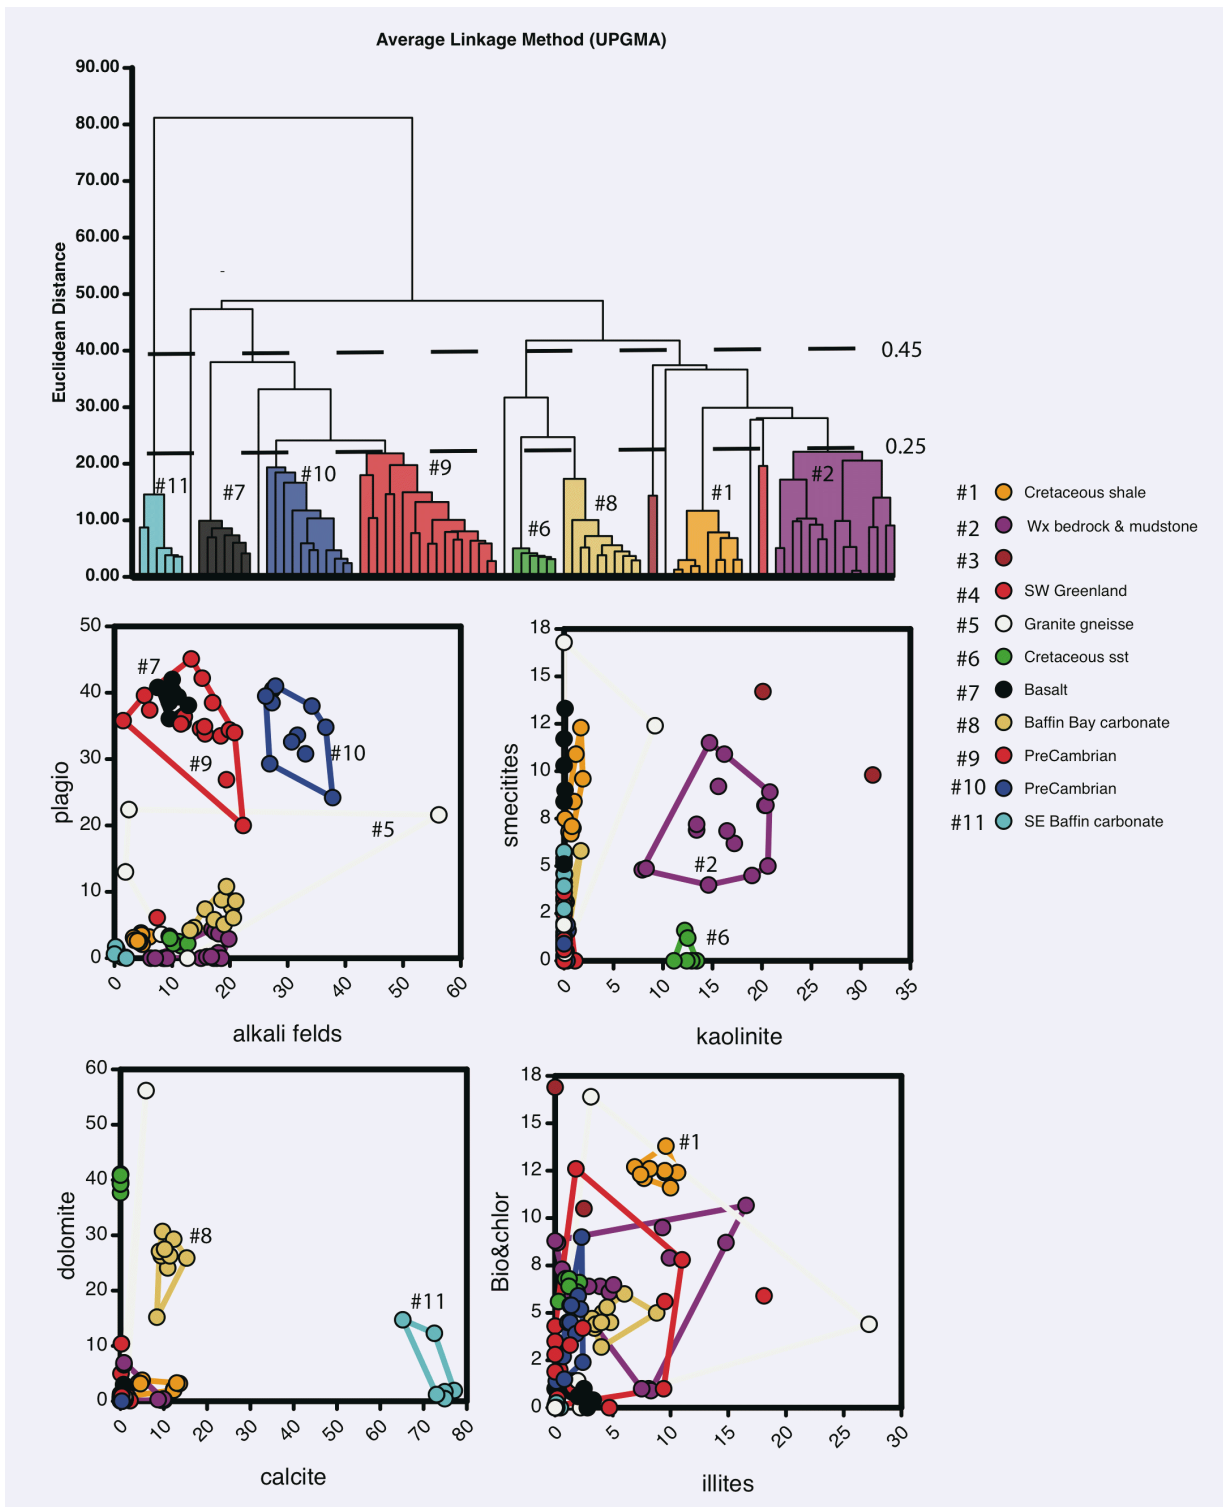 Average Linkage Method (UPGMA)
90.00
80.00
70.00
60.00
50.00
40.00
30.00
20.00
10.00
0.00
Euclidean Distance
0.45
0.25
#11
#7
#10
#9
#6
#8
#1
#2
#1 Cretaceous shale
#2 Wx bedrock & mudstone
#3
#4 SW Greenland
#5 Granite gneisse
#6 Cretaceous sst
#7 Basalt
#8 Baffin Bay carbonate
#9 PreCambrian
#10 PreCambrian
#11 SE Baffin carbonate
50
40
30
20
10
0
plagio
#7
#9
#10
#5
0 10 20 30 40 50 60
alkali felds
18
15
12
10
8
5
2
0
smecitites
#2
#6
0 5 10 15 20 25 30 35
kaolinite
60
50
40
30
20
10
0
dolomite
#8
#11
0 10 20 30 40 50 60 70 80
calcite
18
15
12
10
8
5
2
0
Bio&chlor
#1
0 5 10 15 20 25 30
illites